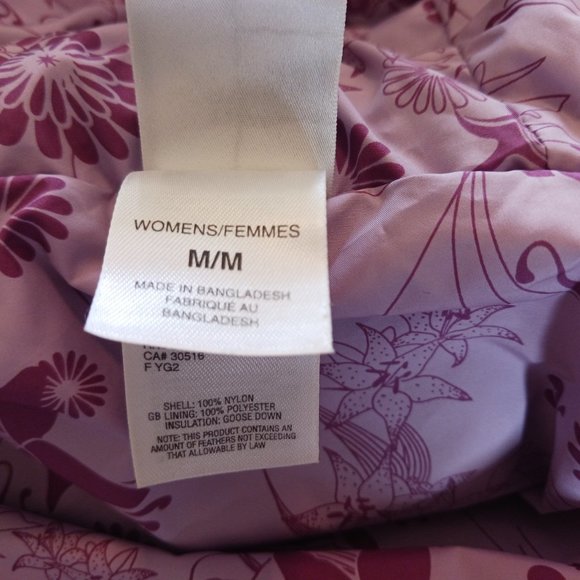 WOMENS/FEMMES
M/M
MADE IN BANGLADESH
FABRIQUÉ AU
BANGLADESH
CA# 30516
F YG2
SHELL: 100% NYLON
GB LINING: 100% POLYESTER
INSULATION: GOOSE DOWN
NOTE: THIS PRODUCT CONTAINS AN
AMOUNT OF FEATHERS NOT EXCEEDING
THAT ALLOWABLE BY LAW